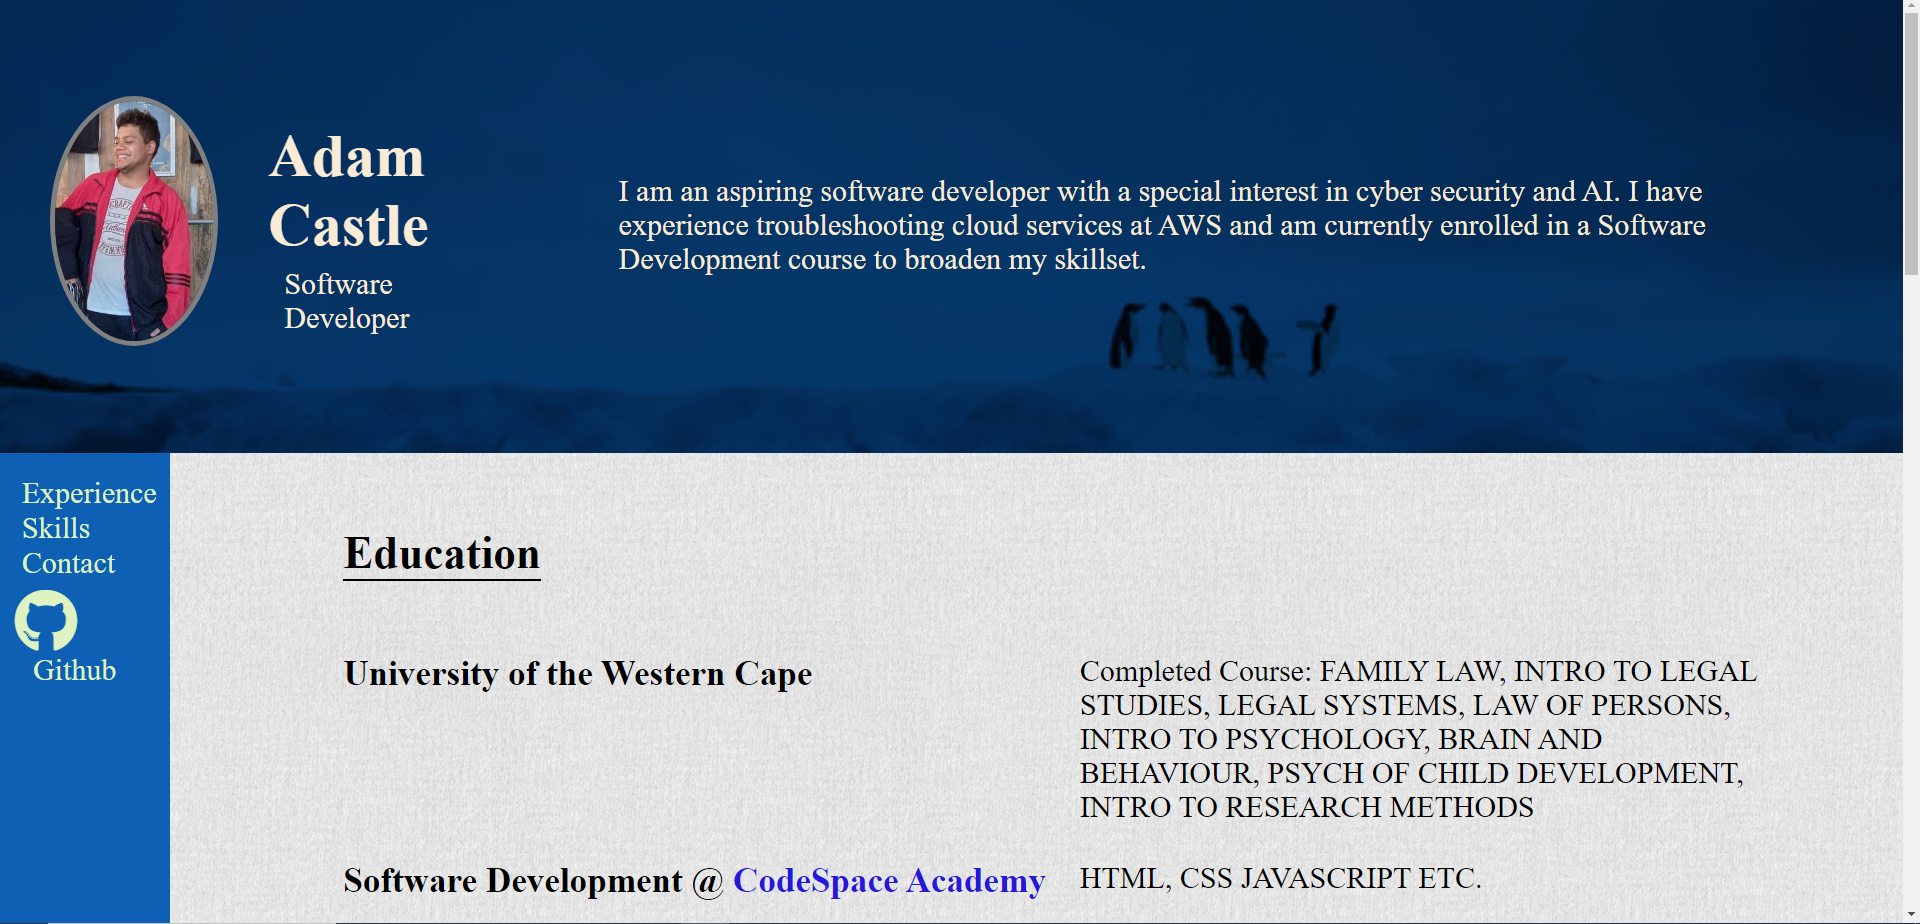 Adam
Castle
Software
Developer
I am an aspiring software developer with a special interest in cyber security and AI. I have
experience troubleshooting cloud services at AWS and am currently enrolled in a Software
Development course to broaden my skillset.
Experience
Skills
Contact
Github
Education
University of the Western Cape
Completed Course: FAMILY LAW, INTRO TO LEGAL
STUDIES, LEGAL SYSTEMS, LAW OF PERSONS,
INTRO TO PSYCHOLOGY, BRAIN AND
BEHAVIOUR, PSYCH OF CHILD DEVELOPMENT,
INTRO TO RESEARCH METHODS
Software Development @ CodeSpace Academy
HTML, CSS JAVASCRIPT ETC.